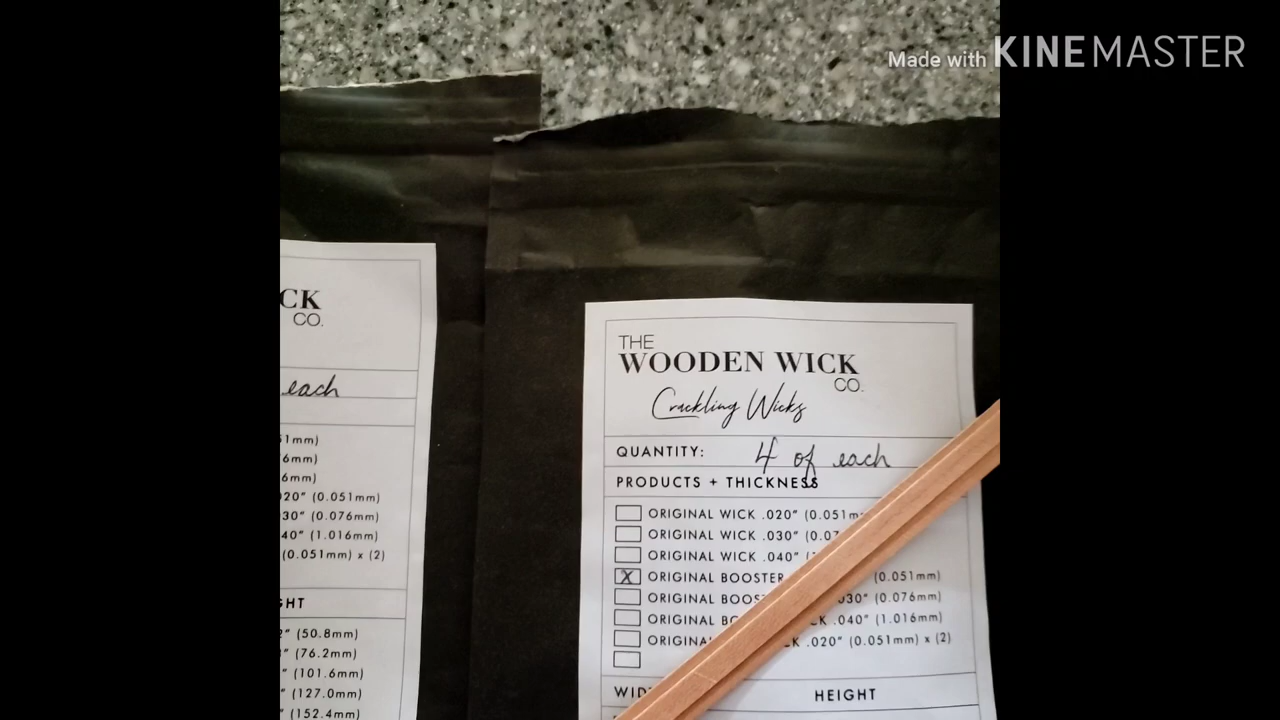 Made with KINEMASTER
CK
CO.
each
1mm)
6mm)
6mm)
20" (0.051mm)
30" (0.076mm)
40" (1.016mm)
(0.051mm) x (2)
GHT
" (50.8mm)
" (76.2mm)
" (101.6mm)
" (127.0mm)
" (152.4mm)
THE
WOODEN WICK
CO.
Crackling Wicks
QUANTITY: 4 of each
PRODUCTS + THICKNESS
ORIGINAL WICK .020" (0.051m
ORIGINAL WICK .030" (0.07
ORIGINAL WICK .040"
X ORIGINAL BOOSTER (0.051mm)
ORIGINAL BOOS .030" (0.076mm)
ORIGINAL BO CK .040" (1.016mm)
ORIGINA CK .020" (0.051mm) x (2)
WID HEIGHT